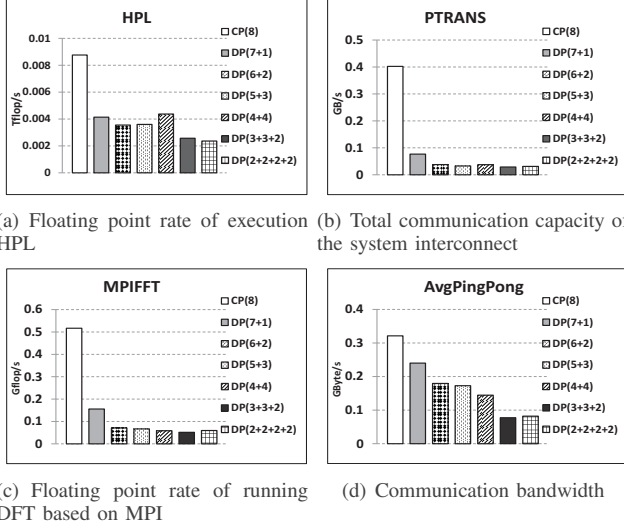 HPL
0.01
0.008
0.006
0.004
0.002
0
Tflop/s
CP(8)
DP(7+1)
DP(6+2)
DP(5+3)
DP(4+4)
DP(3+3+2)
DP(2+2+2+2)
PTRANS
0.5
0.4
0.3
0.2
0.1
0
GB/s
CP(8)
DP(7+1)
DP(6+2)
DP(5+3)
DP(4+4)
DP(3+3+2)
DP(2+2+2+2)
(a) Floating point rate of execution
HPL
(b) Total communication capacity of
the system interconnect
MPIFFT
0.6
0.5
0.4
0.3
0.2
0.1
0
Gflop/s
CP(8)
DP(7+1)
DP(6+2)
DP(5+3)
DP(4+4)
DP(3+3+2)
DP(2+2+2+2)
AvgPingPong
0.4
0.3
0.2
0.1
0
GByte/s
CP(8)
DP(7+1)
DP(6+2)
DP(5+3)
DP(4+4)
DP(3+3+2)
DP(2+2+2+2)
(c) Floating point rate of running
DFT based on MPI
(d) Communication bandwidth